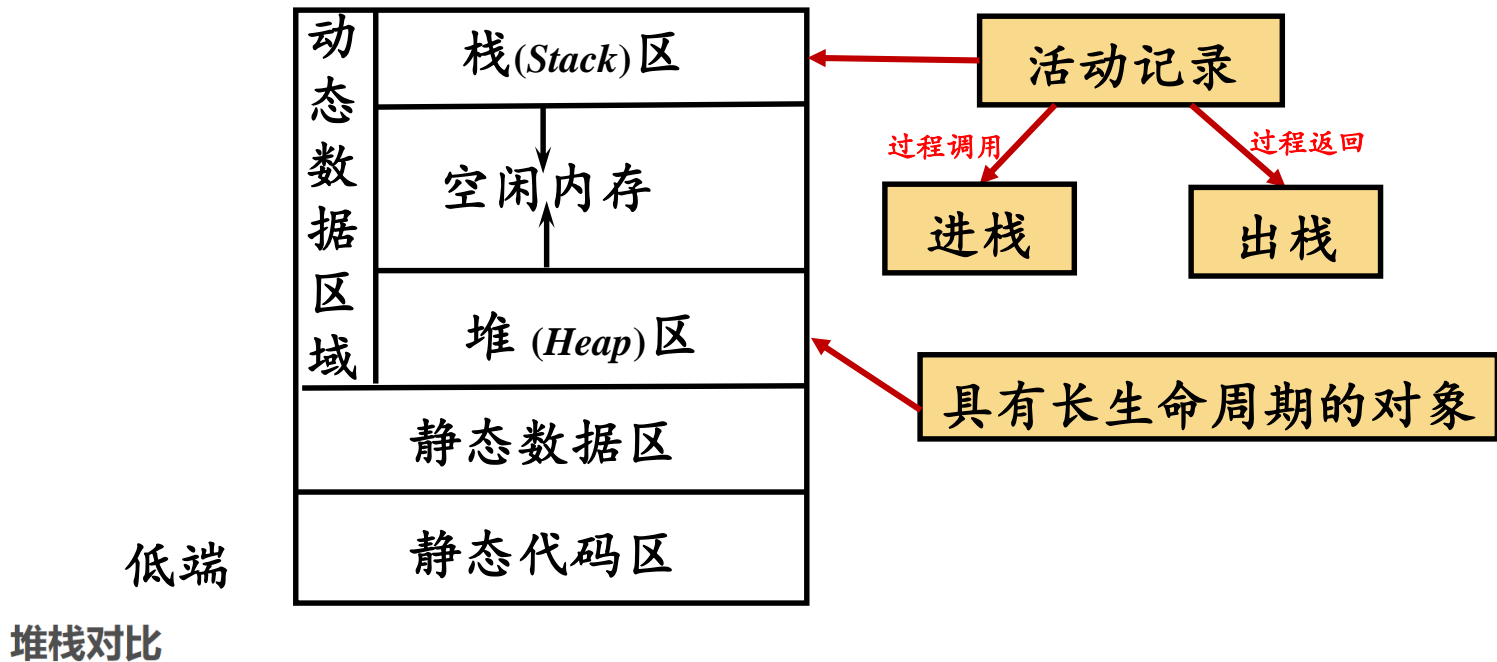 动态数据区域
栈(Stack)区
活动记录
过程调用
过程返回
空闲内存
进栈
出栈
堆 (Heap)区
具有长生命周期的对象
静态数据区
静态代码区
低端
堆栈对比